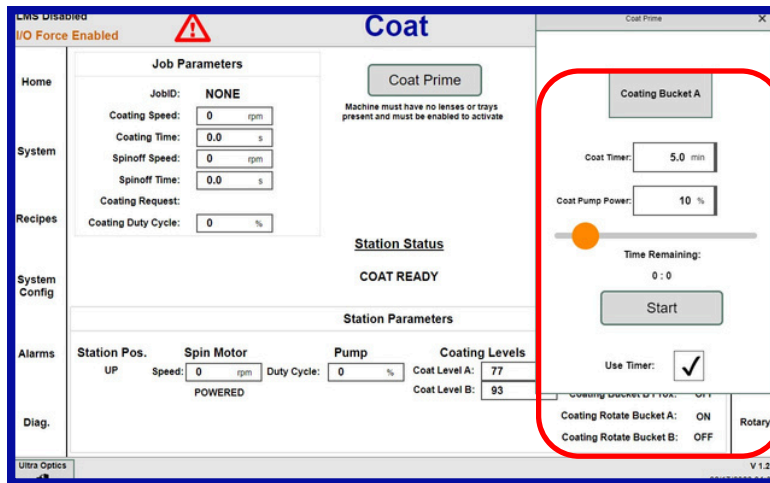 LMS Disabled
I/O Force Enabled
Coat
Coat Prime
X
Home
System
Recipes
System
Config
Alarms
Diag.
Job Parameters
JobID: NONE
Coating Speed: 0 rpm
Coating Time: 0.0 s
Spinoff Speed: 0 rpm
Spinoff Time: 0.0 s
Coating Request:
Coating Duty Cycle: 0 %
Coat Prime
Machine must have no lenses or trays
present and must be enabled to activate
Station Status
COAT READY
Coating Bucket A
Coat Timer: 5.0 min
Coat Pump Power: 10 %
Time Remaining:
0 : 0
Start
Use Timer:
Station Parameters
Station Pos.
UP
Spin Motor
Speed: 0 rpm
POWERED
Pump
Duty Cycle: 0 %
Coating Levels
Coat Level A: 77
Coat Level B: 93
Coating Bucket B Prox: OFF
Coating Rotate Bucket A: ON
Coating Rotate Bucket B: OFF
Rotary
Ultra Optics
V 1.2